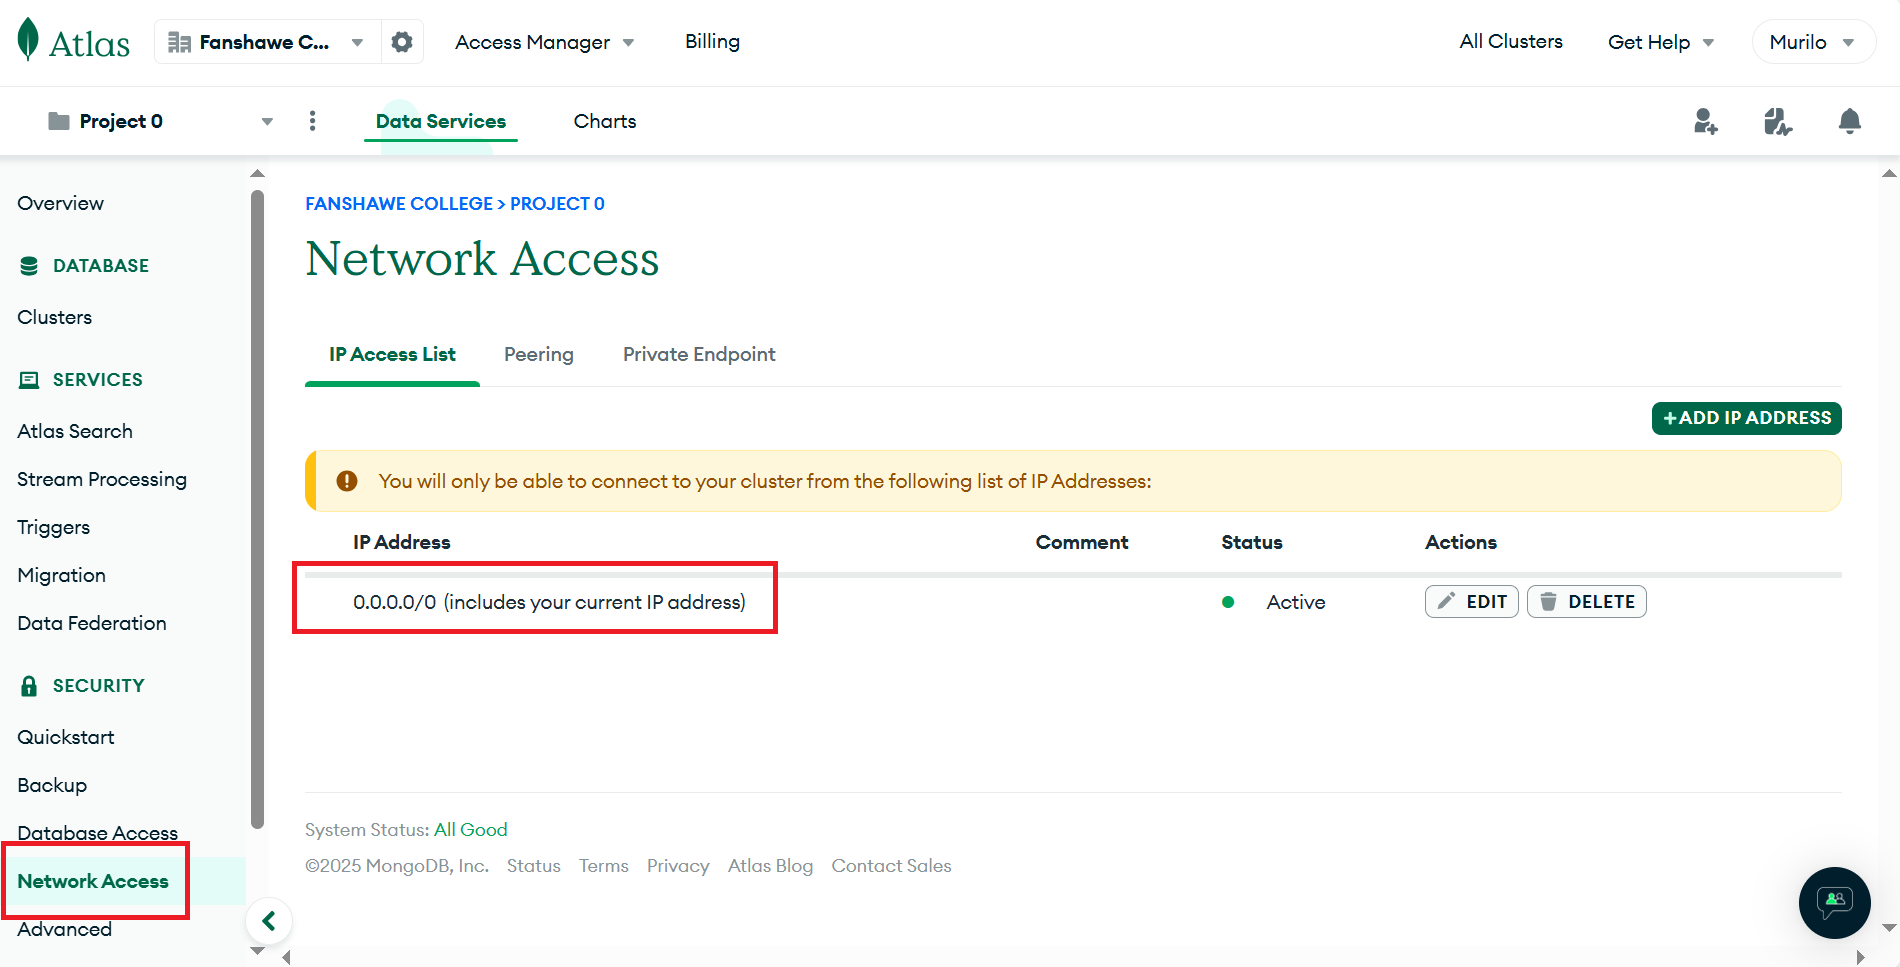 Atlas
Fanshawe C...
Access Manager
Billing
All Clusters
Get Help
Murilo
Project 0
Data Services
Charts
Overview
DATABASE
Clusters
SERVICES
Atlas Search
Stream Processing
Triggers
Migration
Data Federation
SECURITY
Quickstart
Backup
Database Access
Network Access
Advanced
FANSHAWE COLLEGE > PROJECT 0
Network Access
IP Access List
Peering
Private Endpoint
+ ADD IP ADDRESS
You will only be able to connect to your cluster from the following list of IP Addresses:
IP Address Comment Status Actions
0.0.0.0/0 (includes your current IP address) Active EDIT DELETE
System Status: All Good
©2025 MongoDB, Inc. Status Terms Privacy Atlas Blog Contact Sales